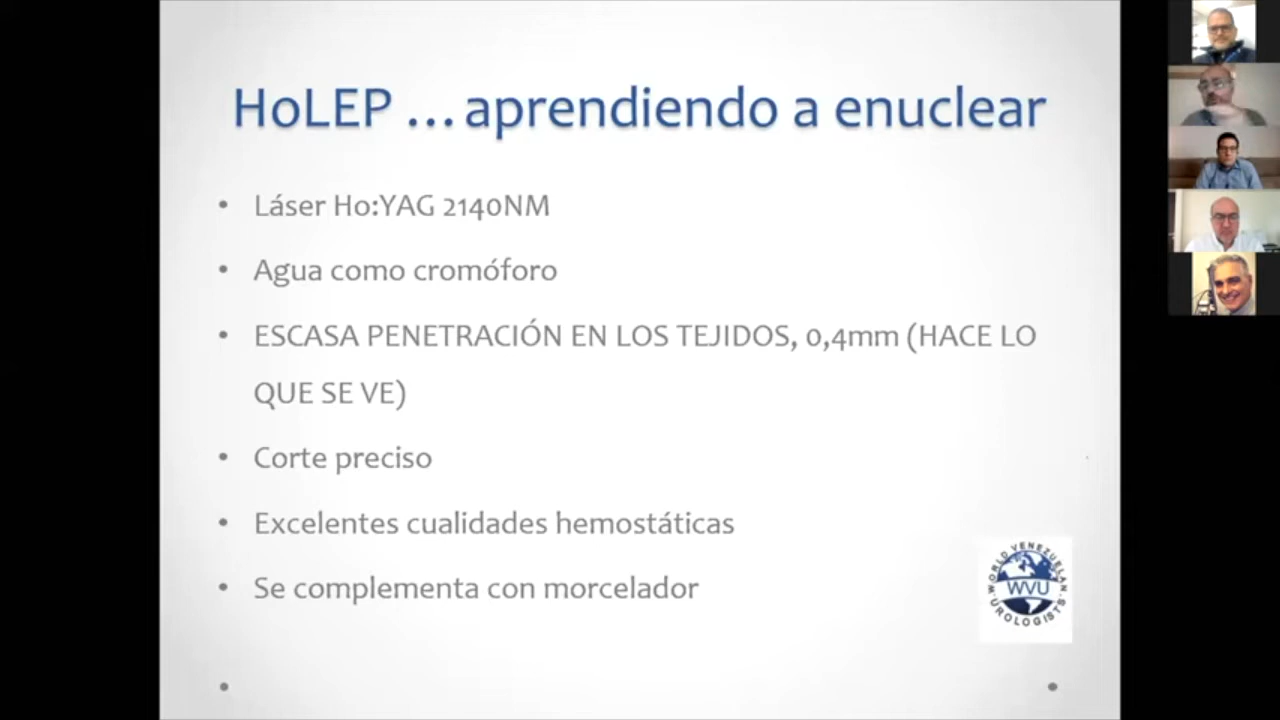 HoLEP ...aprendiendo a enuclear
• Láser Ho:YAG 2140NM
• Agua como cromóforo
• ESCASA PENETRACIÓN EN LOS TEJIDOS, 0,4mm (HACE LO
QUE SE VE)
• Corte preciso
• Excelentes cualidades hemostáticas
• Se complementa con morcelador
WORLD VENEZUELAN
WVU
UROLOGISTS